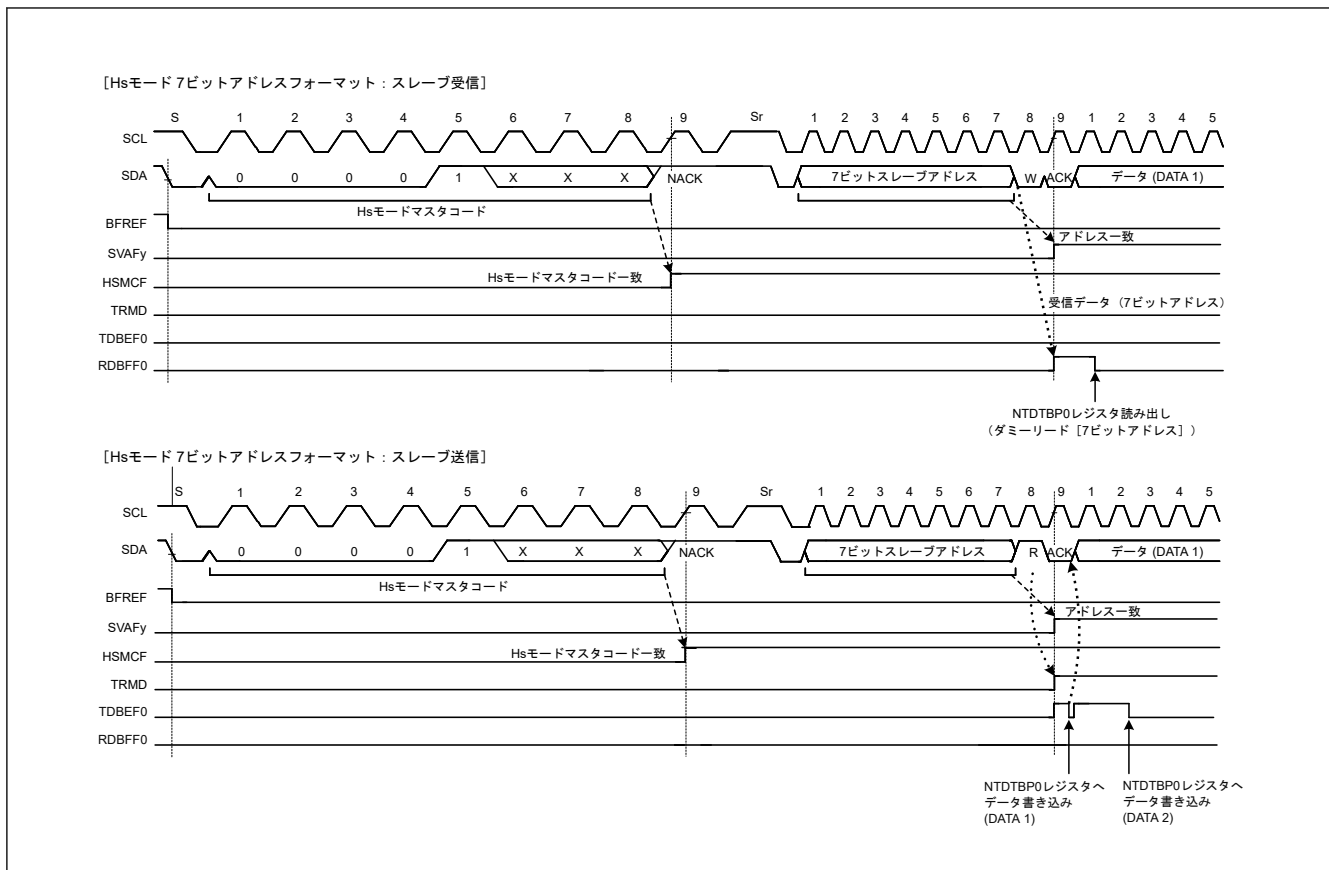 [Hsモード 7ビットアドレスフォーマット:スレーブ受信]
S 1 2 3 4 5 6 7 8 9 Sr 1 2 3 4 5 6 7 8 9 1 2 3 4 5
SCL
SDA 0 0 0 0 1 X X X NACK 7ビットスレーブアドレス W ACK データ (DATA 1)
Hsモードマスタコード
BFREF
アドレス一致
SVAFy
HSMCF Hsモードマスタコード一致
受信データ(7ビットアドレス)
TRMD
TDBEF0
RDBFF0
NTDTBP0レジスタ読み出し
(ダミーリード[7ビットアドレス])
[Hsモード 7ビットアドレスフォーマット:スレーブ送信]
S 1 2 3 4 5 6 7 8 9 Sr 1 2 3 4 5 6 7 8 9 1 2 3 4 5
SCL
SDA 0 0 0 0 1 X X X NACK 7ビットスレーブアドレス R ACK データ (DATA 1)
Hsモードマスタコード
BFREF
アドレス一致
SVAFy
HSMCF Hsモードマスタコード一致
TRMD
TDBEF0
RDBFF0
NTDTBP0レジスタへ
データ書き込み
(DATA 1)
NTDTBP0レジスタへ
データ書き込み
(DATA 2)